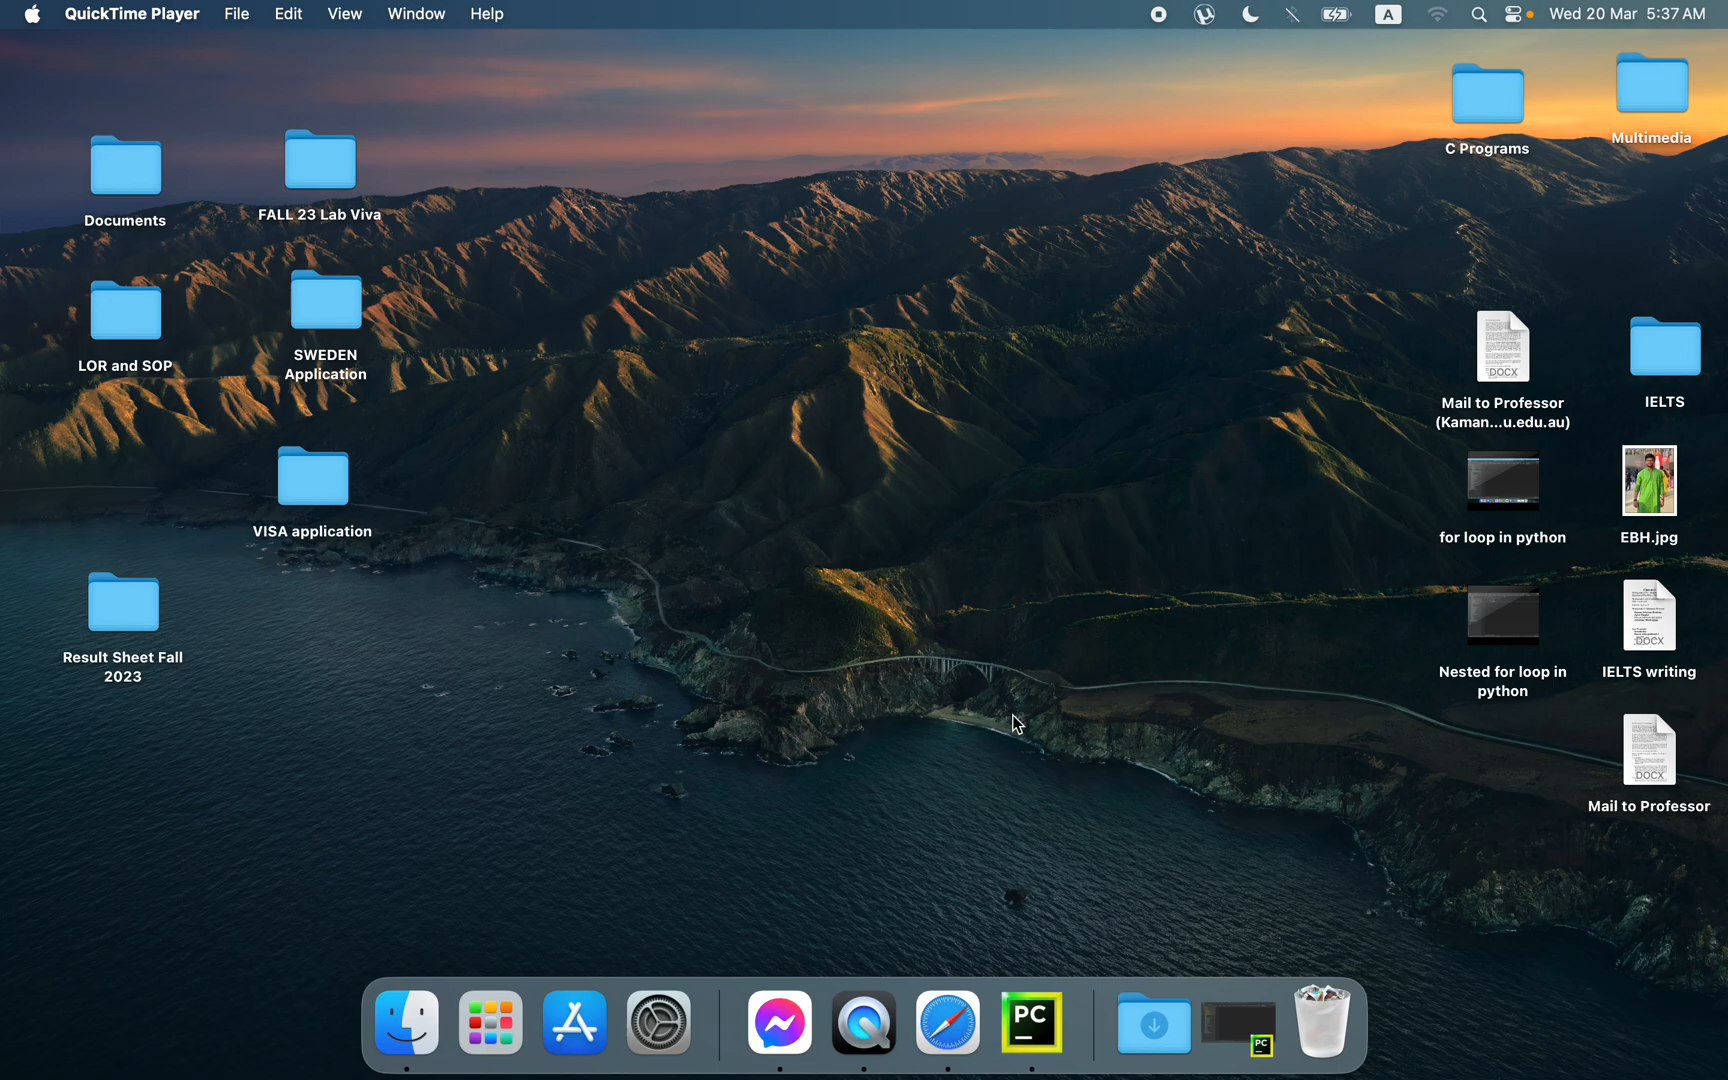 QuickTime Player File Edit View Window Help A Wed 20 Mar 5:37 AM
C Programs
Multimedia
Documents
FALL 23 Lab Viva
LOR and SOP
SWEDEN
Application
DOCX
Mail to Professor
(Kaman...u.edu.au)
IELTS
VISA application
for loop in python
EBH.jpg
Result Sheet Fall
2023
Nested for loop in
python
DOCX
IELTS writing
DOCX
Mail to Professor
PC
PC